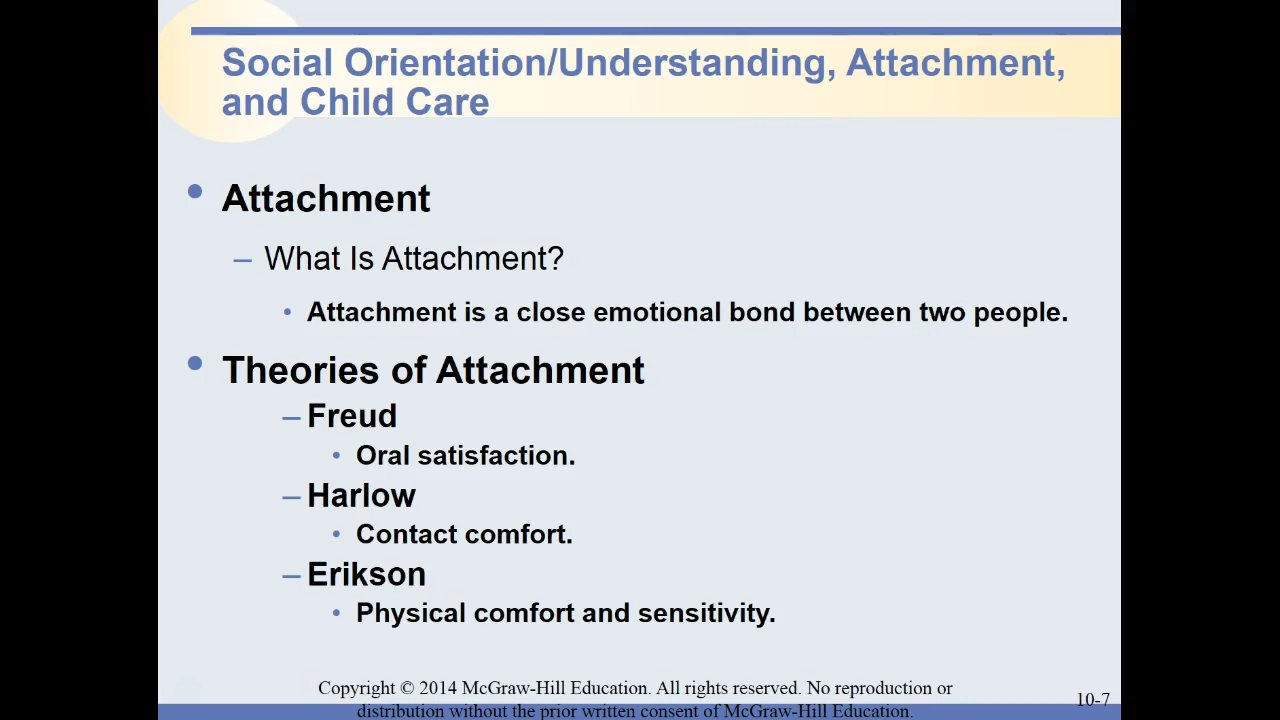 Social Orientation/Understanding, Attachment,
and Child Care
• Attachment
– What Is Attachment?
• Attachment is a close emotional bond between two people.
• Theories of Attachment
– Freud
• Oral satisfaction.
– Harlow
• Contact comfort.
– Erikson
• Physical comfort and sensitivity.
Copyright © 2014 McGraw-Hill Education. All rights reserved. No reproduction or
distribution without the prior written consent of McGraw-Hill Education.
10-7